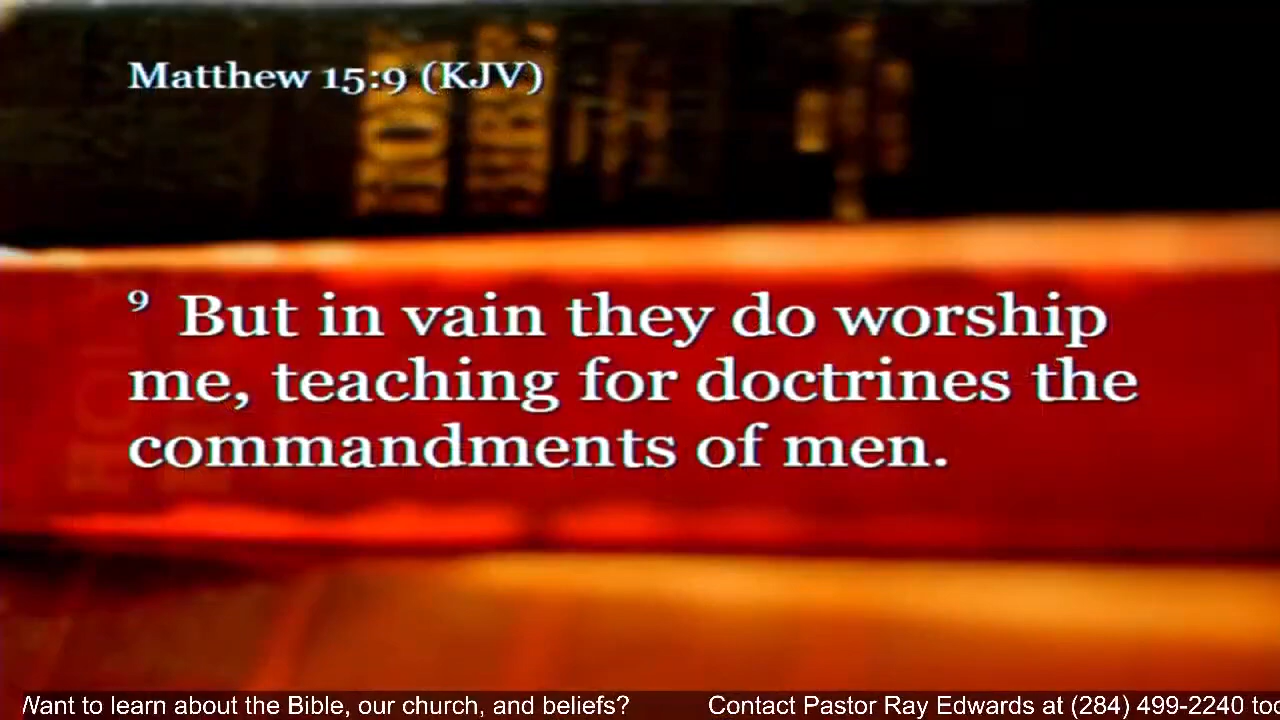 Matthew 15:9 (KJV)
9 But in vain they do worship
me, teaching for doctrines the
commandments of men.
Want to learn about the Bible, our church, and beliefs? Contact Pastor Ray Edwards at (284) 499-2240